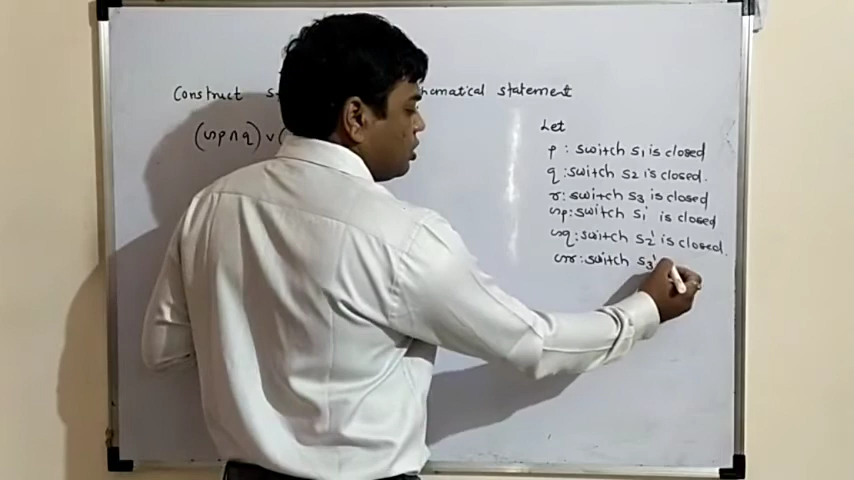 Construct s hematical statement
(∼p∧q)∨(
Let
p : switch s₁ is closed
q : switch s₂ is closed.
r : switch s₃ is closed
∼p : switch s₁' is closed
∼q : switch s₂' is closed.
∼r : switch s₃'